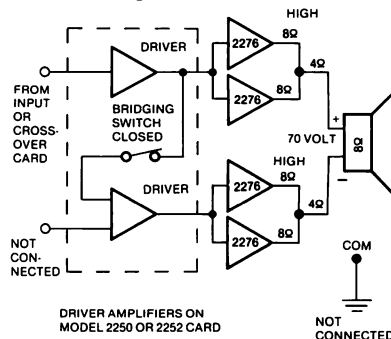 HIGH
DRIVER
2276
8Ω
4Ω
2276
8Ω
FROM
INPUT
OR
CROSS-
OVER
CARD
BRIDGING
SWITCH
CLOSED
+
70 VOLT
8Ω
−
HIGH
DRIVER
2276
8Ω
4Ω
2276
8Ω
NOT
CON-
NECTED
COM
NOT
CONNECTED
DRIVER AMPLIFIERS ON
MODEL 2250 OR 2252 CARD